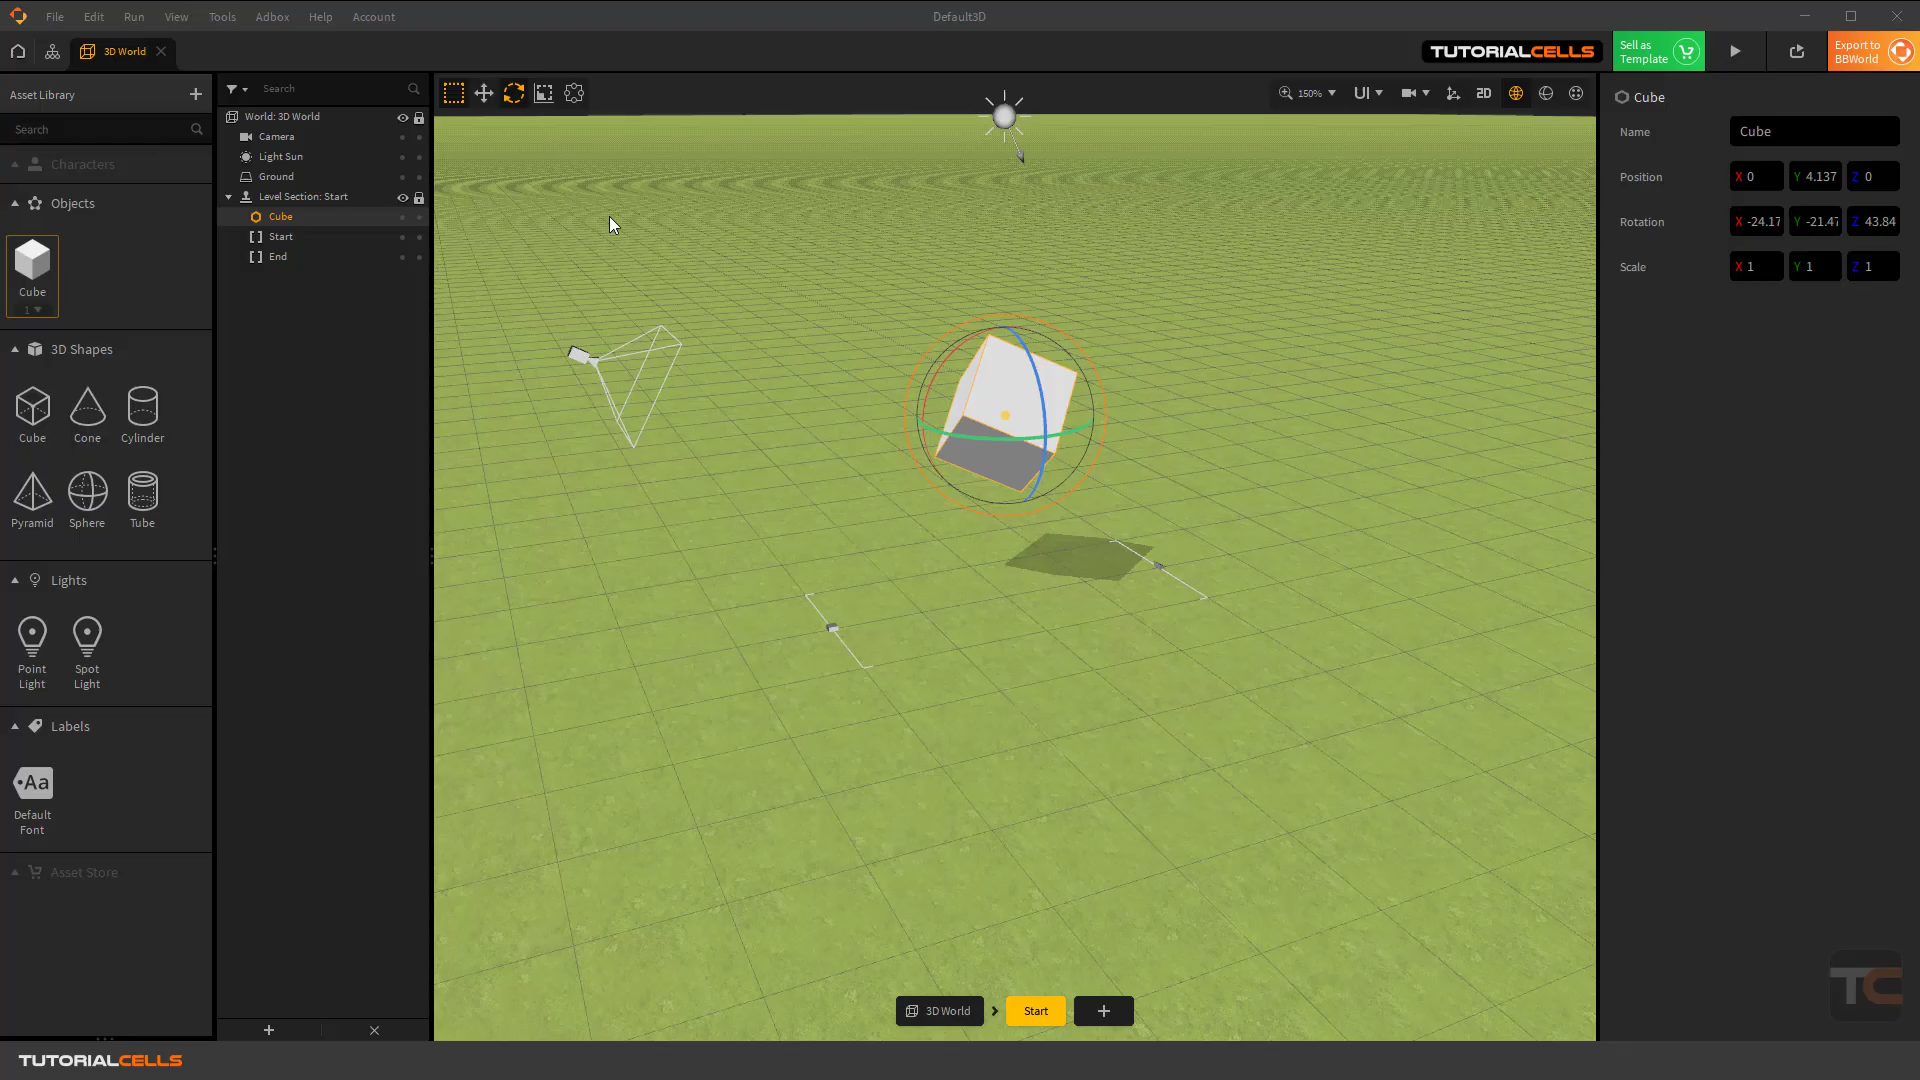 File Edit Run View Tools Adbox Help Account
Default3D
3D World
TUTORIALCELLS
Sell as
Template
Export to
BBWorld
Asset Library
Search
Characters
Objects
Cube
1
3D Shapes
Cube Cone Cylinder
Pyramid Sphere Tube
Lights
Point
Light
Spot
Light
Labels
Aa
Default
Font
Asset Store
Search
World: 3D World
Camera
Light Sun
Ground
Level Section: Start
Cube
Start
End
150% UI 2D
3D World > Start +
Cube
Name Cube
Position X 0 Y 4.137 Z 0
Rotation X -24.17 Y -21.47 Z 43.84
Scale X 1 Y 1 Z 1
TC
TUTORIALCELLS